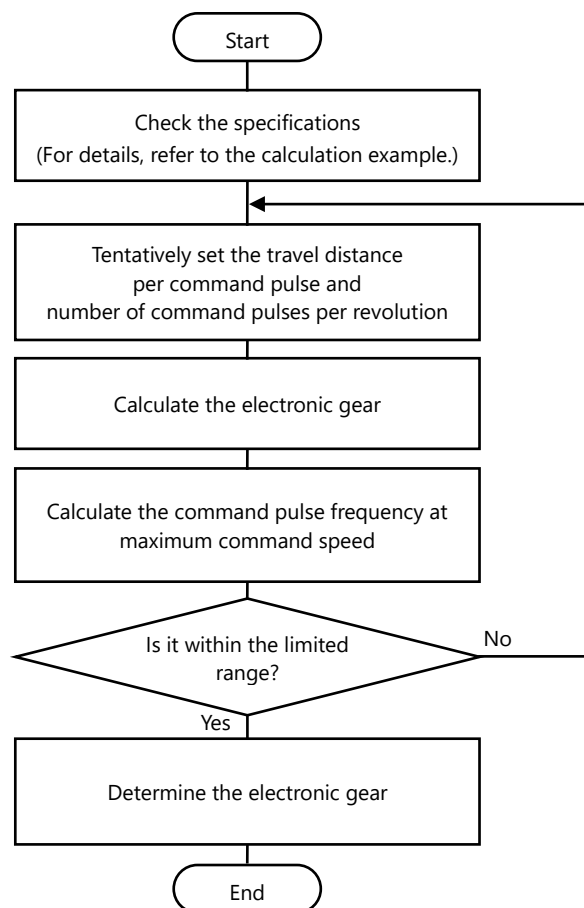 Start
Check the specifications
(For details, refer to the calculation example.)
Tentatively set the travel distance
per command pulse and
number of command pulses per revolution
Calculate the electronic gear
Calculate the command pulse frequency at
maximum command speed
Is it within the limited
range?
No
Yes
Determine the electronic gear
End